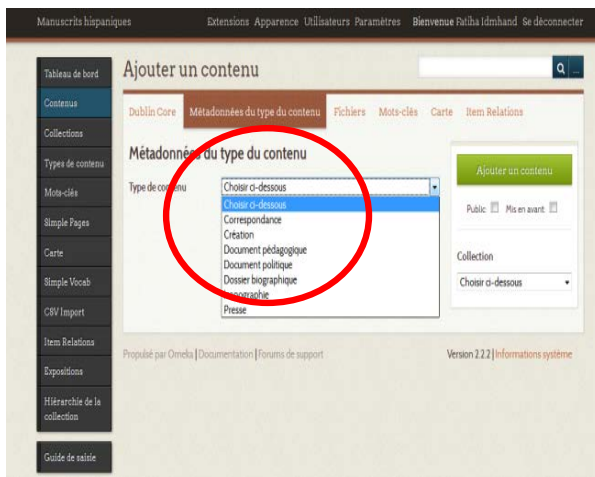 Manuscrits hispaniques
Extensions Apparence Utilisateurs Paramètres Bienvenue Fatiha Idmhand Se déconnecter
Tableau de bord
Contenus
Collections
Types de contenu
Mots-clés
Simple Pages
Carte
Simple Vocab
CSV Import
Item Relations
Expositions
Hiérarchie de la
collection
Guide de saisie
Ajouter un contenu
...
Dublin Core Métadonnées du type du contenu Fichiers Mots-clés Carte Item Relations
Métadonnées du type du contenu
Type de contenu Choisir ci-dessous
Choisir ci-dessous
Correspondance
Création
Document pédagogique
Document politique
Dossier biographique
Iconographie
Presse
Ajouter un contenu
Public Mis en avant
Collection
Choisir ci-dessous
Propulsé par Omeka | Documentation | Forums de support
Version 2.2.2 | Informations système